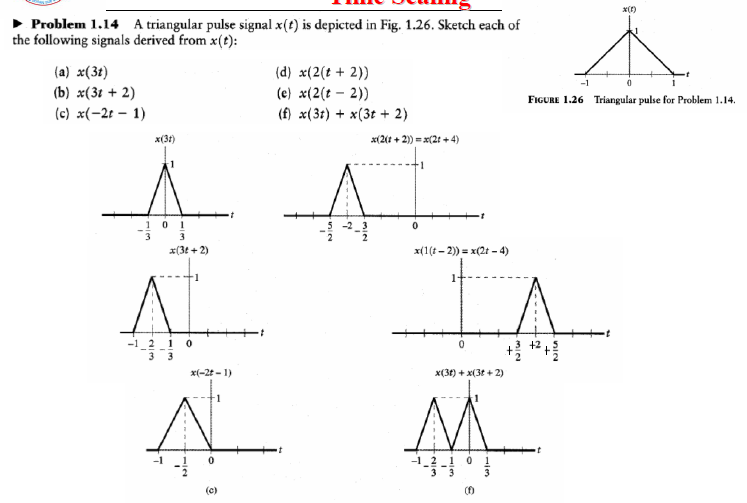 Time Scaling
▶ Problem 1.14 A triangular pulse signal x(t) is depicted in Fig. 1.26. Sketch each of
the following signals derived from x(t):
(a) x(3t)
(d) x(2(t + 2))
(b) x(3t + 2)
(e) x(2(t − 2))
(c) x(−2t − 1)
(f) x(3t) + x(3t + 2)
x(t)
1
t
−1 0 1
FIGURE 1.26 Triangular pulse for Problem 1.14.
x(3t)
1
t
−1/3 0 1/3
x(2(t + 2)) = x(2t + 4)
1
t
−5/2 −2 −3/2 0
x(3t + 2)
1
t
−1 −2/3 −1/3 0
x(1(t − 2)) = x(2t − 4)
1
t
0 +3/2 +2 +5/2
x(−2t − 1)
1
t
−1 −1/2 0
(c)
x(3t) + x(3t + 2)
1
t
−1 −2/3 −1/3 0 1/3
(f)